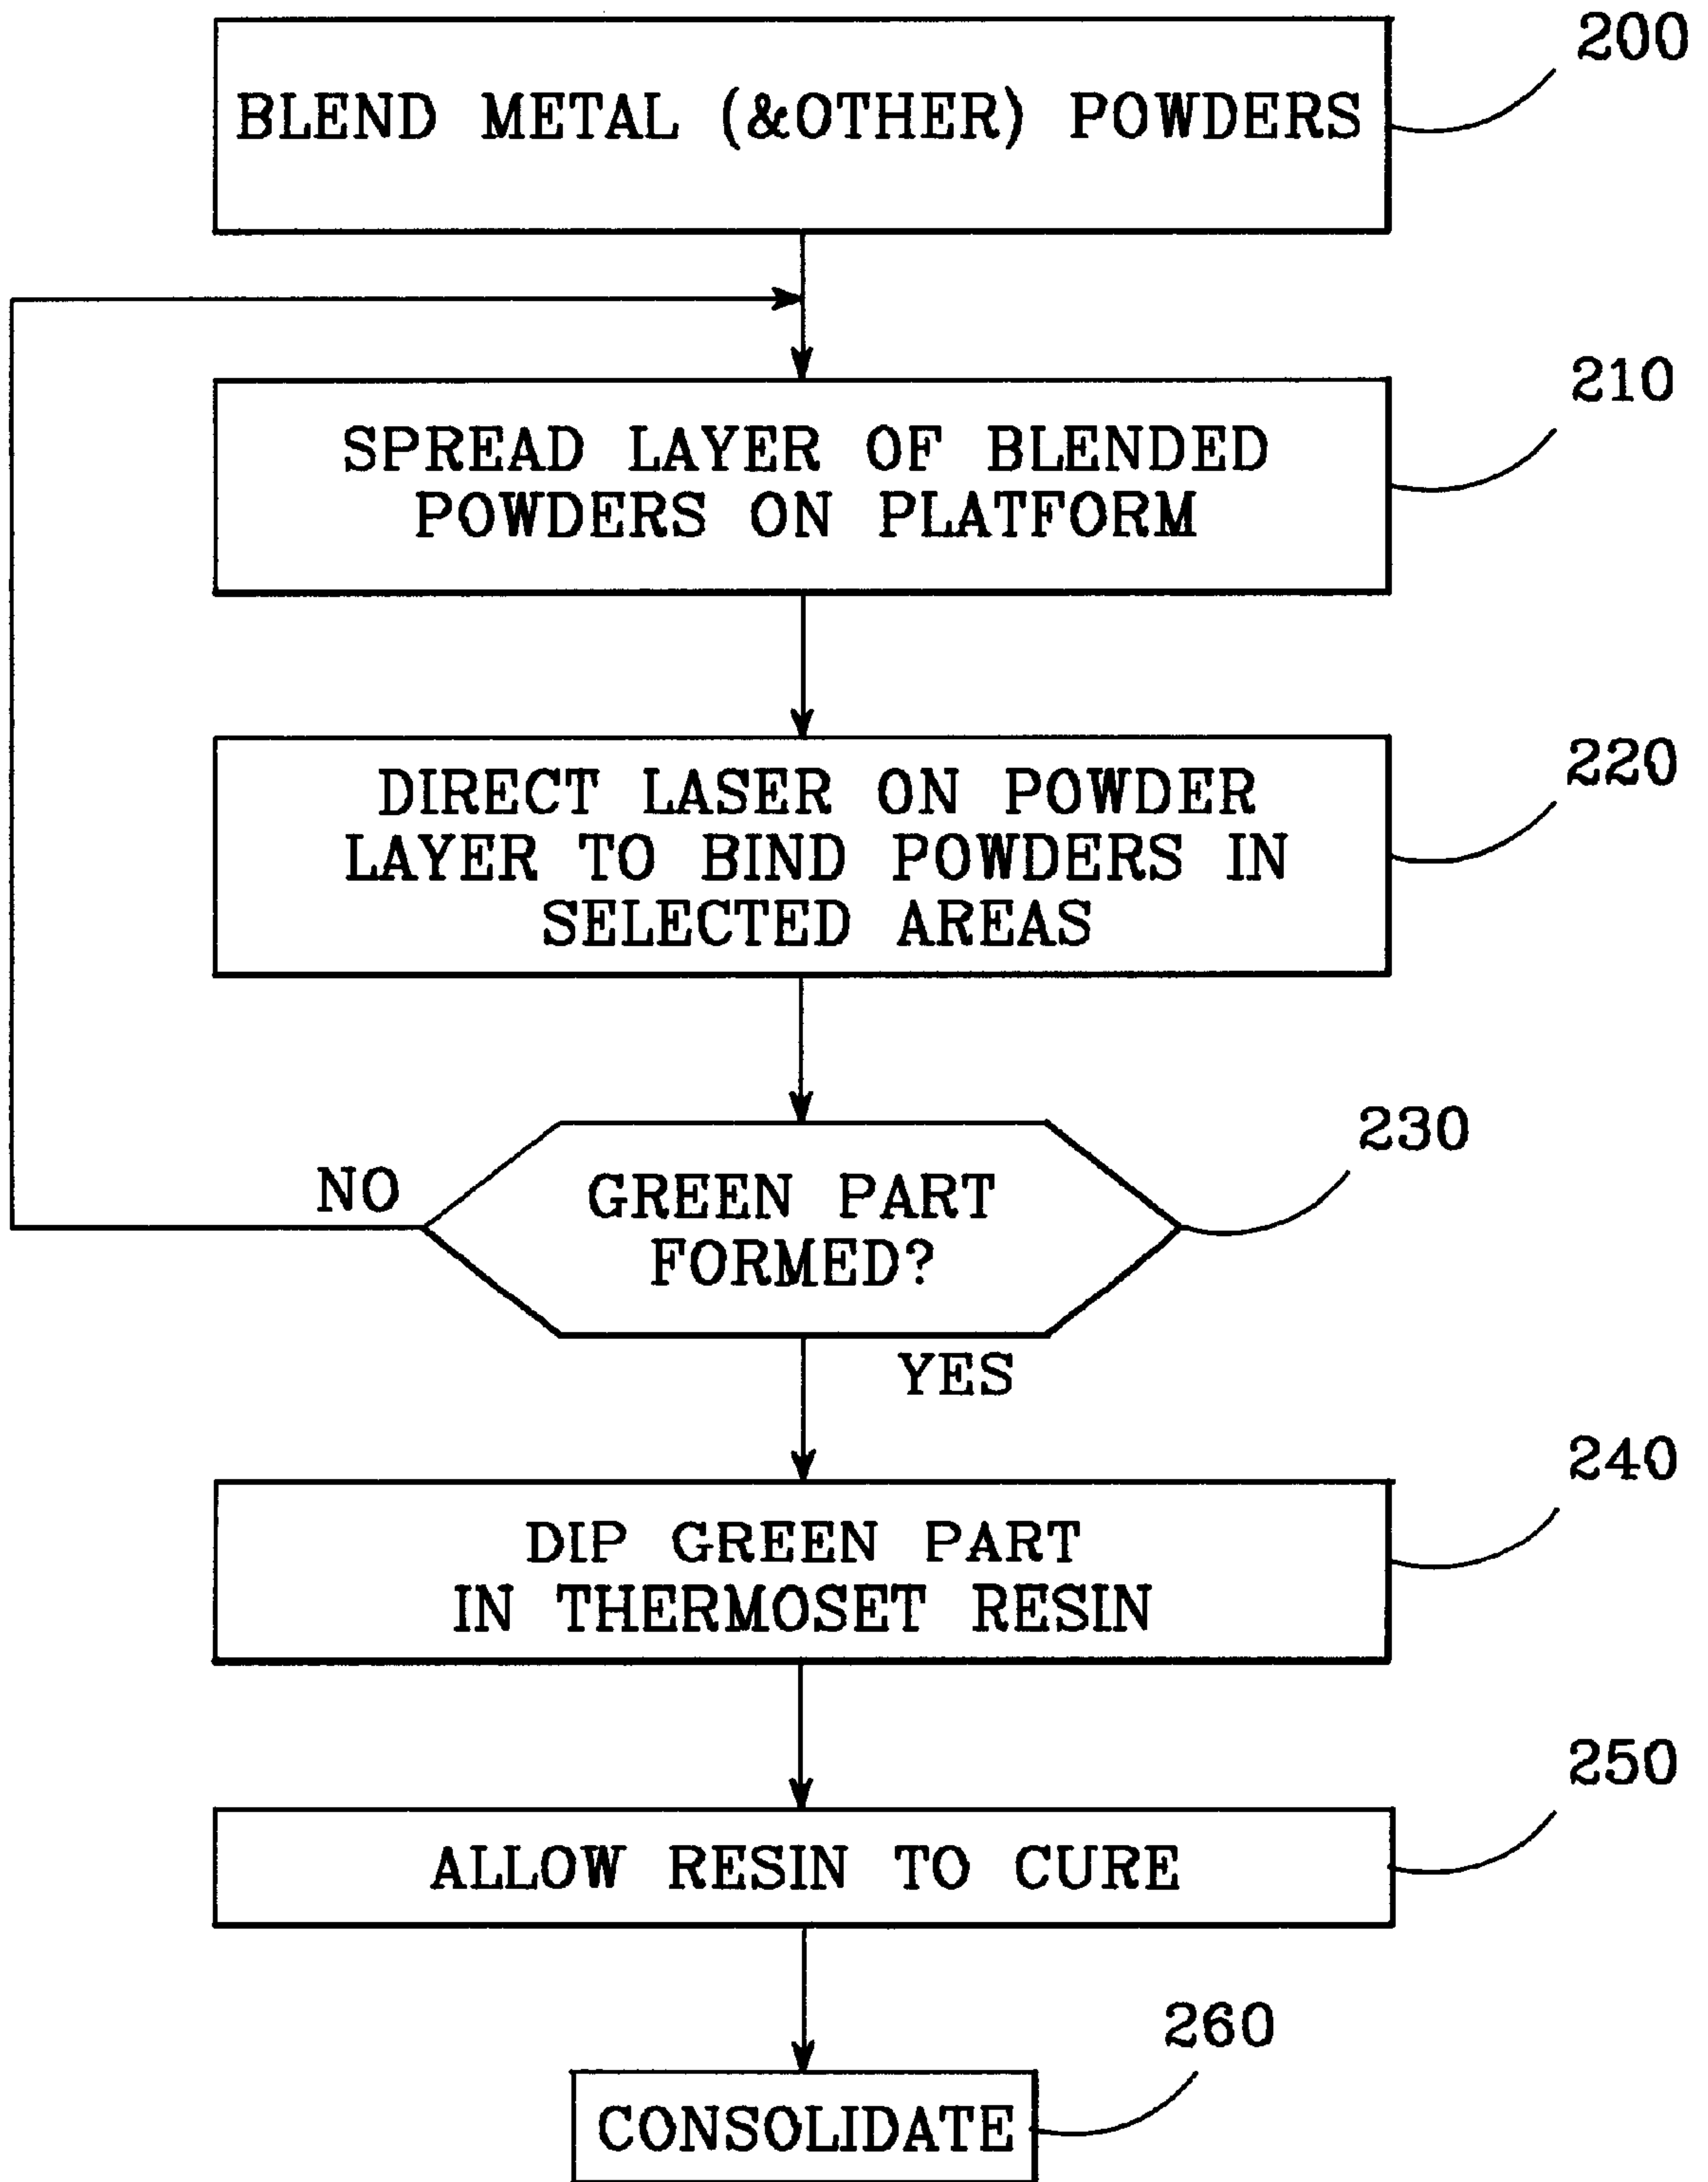 200
BLEND METAL (&OTHER) POWDERS
210
SPREAD LAYER OF BLENDED
POWDERS ON PLATFORM
220
DIRECT LASER ON POWDER
LAYER TO BIND POWDERS IN
SELECTED AREAS
230
NO
GREEN PART
FORMED?
YES
240
DIP GREEN PART
IN THERMOSET RESIN
250
ALLOW RESIN TO CURE
260
CONSOLIDATE